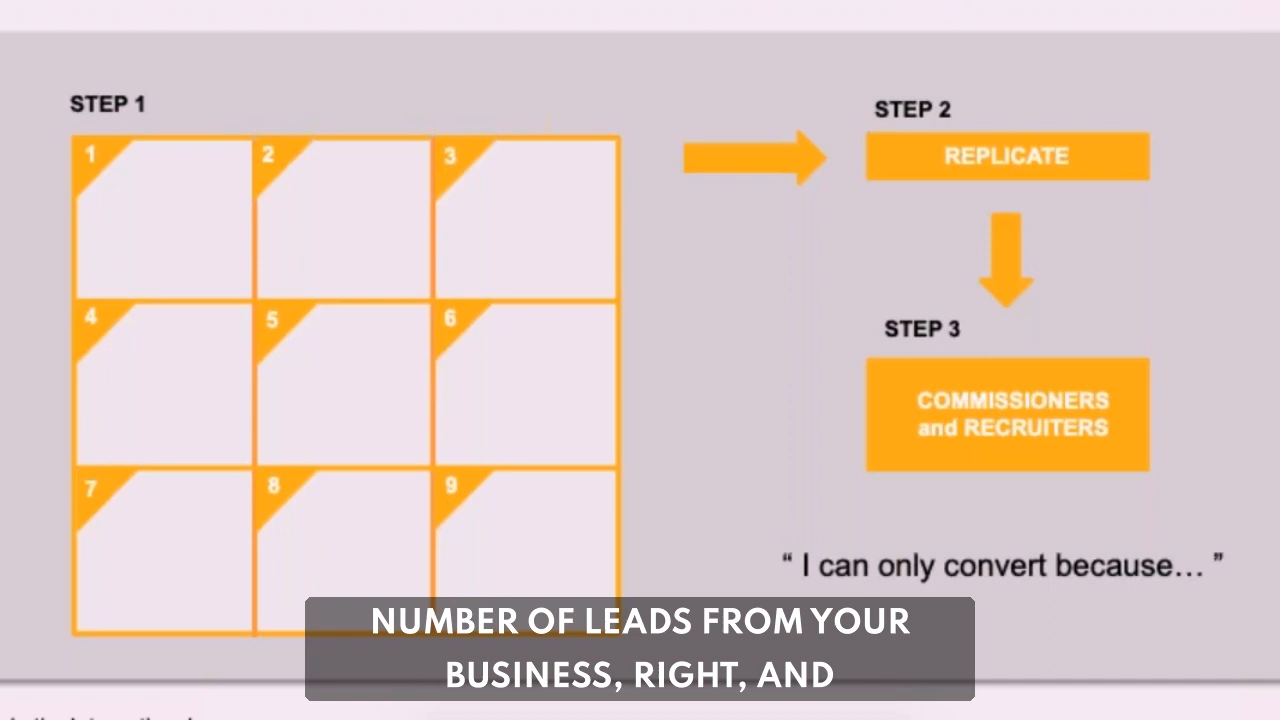 STEP 1
1
2
3
4
5
6
7
8
9
STEP 2
REPLICATE
STEP 3
COMMISSIONERS
and RECRUITERS
“ I can only convert because… ”
NUMBER OF LEADS FROM YOUR
BUSINESS, RIGHT, AND